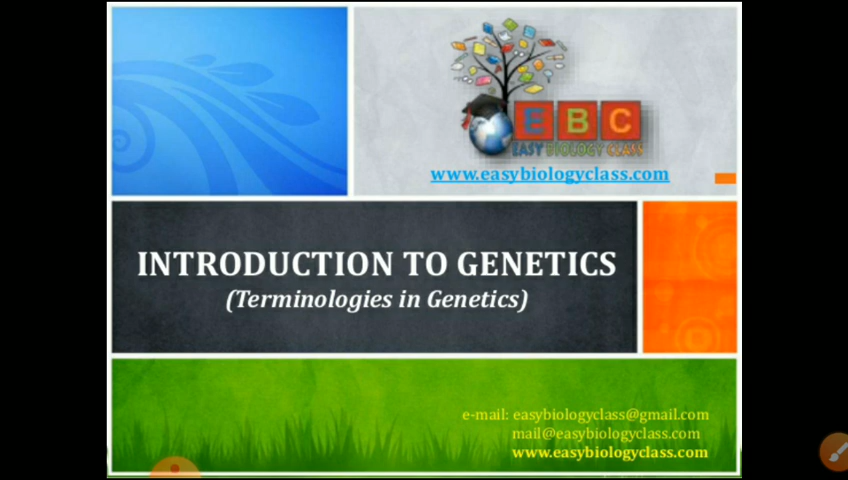 EBC
EASY BIOLOGY CLASS
www.easybiologyclass.com
INTRODUCTION TO GENETICS
(Terminologies in Genetics)
e-mail: easybiologyclass@gmail.com
mail@easybiologyclass.com
www.easybiologyclass.com